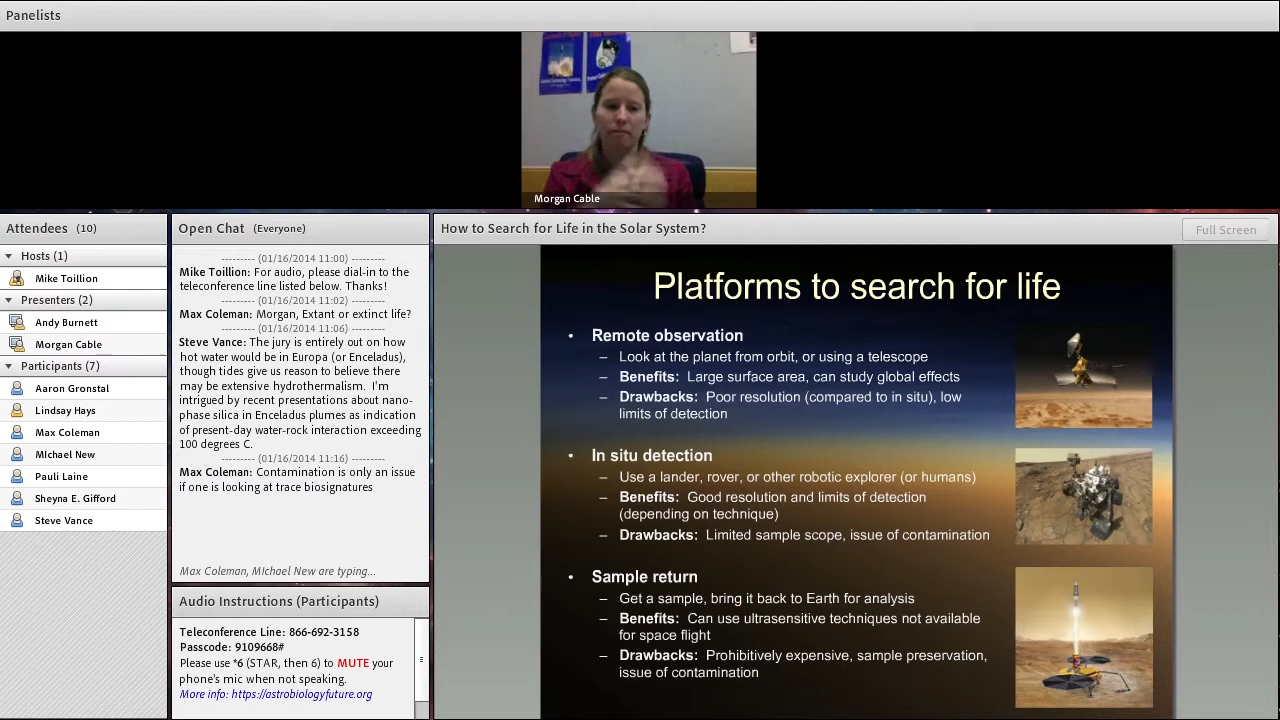 Panelists
Morgan Cable
Attendees (10)
Hosts (1)
Mike Toillion
Presenters (2)
Andy Burnett
Morgan Cable
Participants (7)
Aaron Gronstal
Lindsay Hays
Max Coleman
MIchael New
Pauli Laine
Sheyna E. Gifford
Steve Vance
Open Chat (Everyone)
--------- (01/16/2014 11:00) ---------
Mike Toillion: For audio, please dial-in to the
teleconference line listed below. Thanks!
--------- (01/16/2014 11:02) ---------
Max Coleman: Morgan, Extant or extinct life?
--------- (01/16/2014 11:06) ---------
Steve Vance: The jury is entirely out on how
hot water would be in Europa (or Enceladus),
though tides give us reason to believe there
may be extensive hydrothermalism. I'm
intrigued by recent presentations about nano-
phase silica in Enceladus plumes as indication
of present-day water-rock interaction exceeding
100 degrees C.
--------- (01/16/2014 11:16) ---------
Max Coleman: Contamination is only an issue
if one is looking at trace biosignatures
Max Coleman, MIchael New are typing...
Audio Instructions (Participants)
Teleconference Line: 866-692-3158
Passcode: 9109668#
Please use *6 (STAR, then 6) to MUTE your
phone's mic when not speaking.
More info: https://astrobiologyfuture.org
How to Search for Life in the Solar System?
Full Screen
Platforms to search for life
• Remote observation
– Look at the planet from orbit, or using a telescope
– Benefits: Large surface area, can study global effects
– Drawbacks: Poor resolution (compared to in situ), low
limits of detection
• In situ detection
– Use a lander, rover, or other robotic explorer (or humans)
– Benefits: Good resolution and limits of detection
(depending on technique)
– Drawbacks: Limited sample scope, issue of contamination
• Sample return
– Get a sample, bring it back to Earth for analysis
– Benefits: Can use ultrasensitive techniques not available
for space flight
– Drawbacks: Prohibitively expensive, sample preservation,
issue of contamination